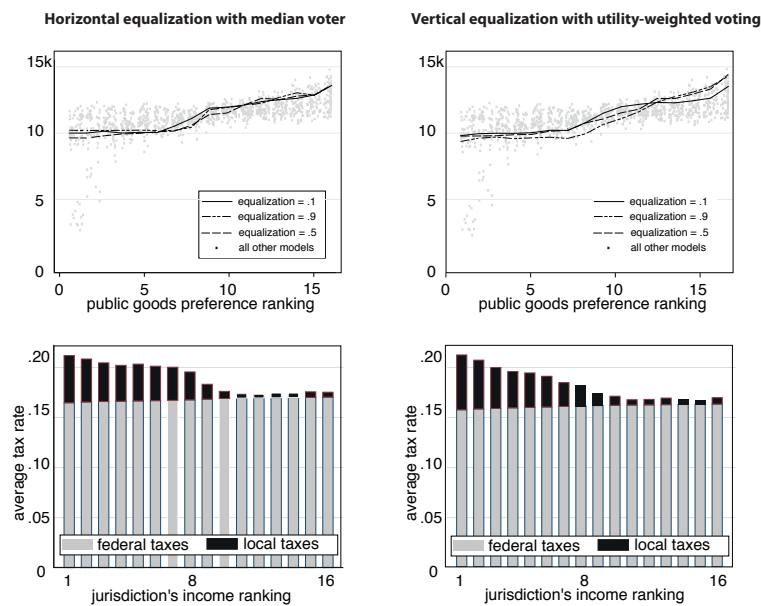 Horizontal equalization with median voter
15k
10
5
0
equalization = .1
equalization = .9
equalization = .5
all other models
0 5 10 15
public goods preference ranking
Vertical equalization with utility-weighted voting
15k
10
5
0
equalization = .1
equalization = .9
equalization = .5
all other models
0 5 10 15
public goods preference ranking
average tax rate
.20
.15
.10
.05
0
federal taxes local taxes
1 8 16
jurisdiction's income ranking
average tax rate
.20
.15
.10
.05
0
federal taxes local taxes
1 8 16
jurisdiction's income ranking